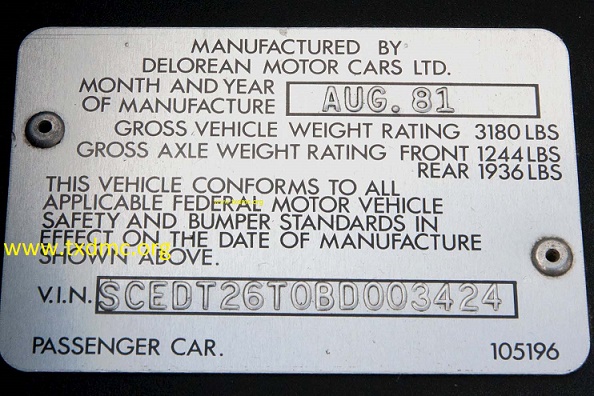 MANUFACTURED BY
DELOREAN MOTOR CARS LTD.
MONTH AND YEAR
OF MANUFACTURE AUG. 81
GROSS VEHICLE WEIGHT RATING 3180 LBS
GROSS AXLE WEIGHT RATING FRONT 1244 LBS
REAR 1936 LBS
THIS VEHICLE CONFORMS TO ALL
APPLICABLE FEDERAL MOTOR VEHICLE
SAFETY AND BUMPER STANDARDS IN
EFFECT ON THE DATE OF MANUFACTURE
www.txdmc.org
SHOWN ABOVE.
V.I.N. SCEDT26T0BD003424
PASSENGER CAR. 105196